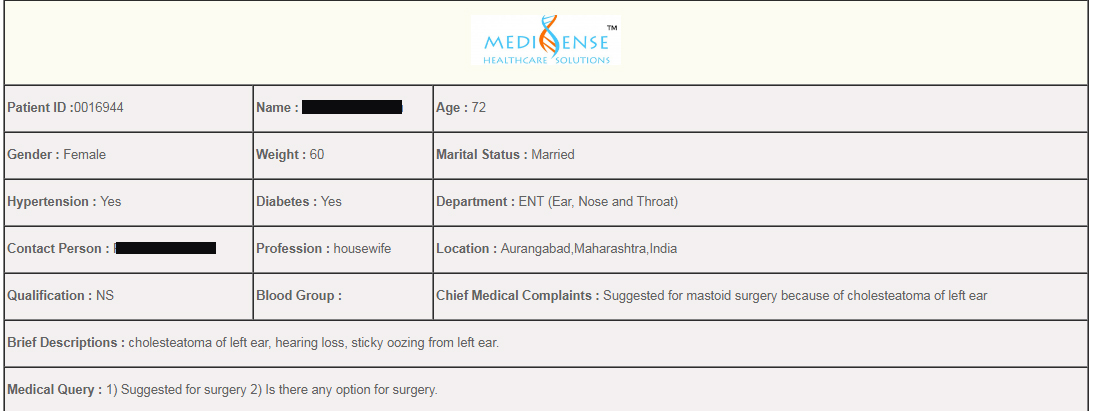 MEDISENSE™
HEALTHCARE SOLUTIONS
Patient ID :0016944 Name : Age : 72
Gender : Female Weight : 60 Marital Status : Married
Hypertension : Yes Diabetes : Yes Department : ENT (Ear, Nose and Throat)
Contact Person : Profession : housewife Location : Aurangabad,Maharashtra,India
Qualification : NS Blood Group : Chief Medical Complaints : Suggested for mastoid surgery because of cholesteatoma of left ear
Brief Descriptions : cholesteatoma of left ear, hearing loss, sticky oozing from left ear.
Medical Query : 1) Suggested for surgery 2) Is there any option for surgery.